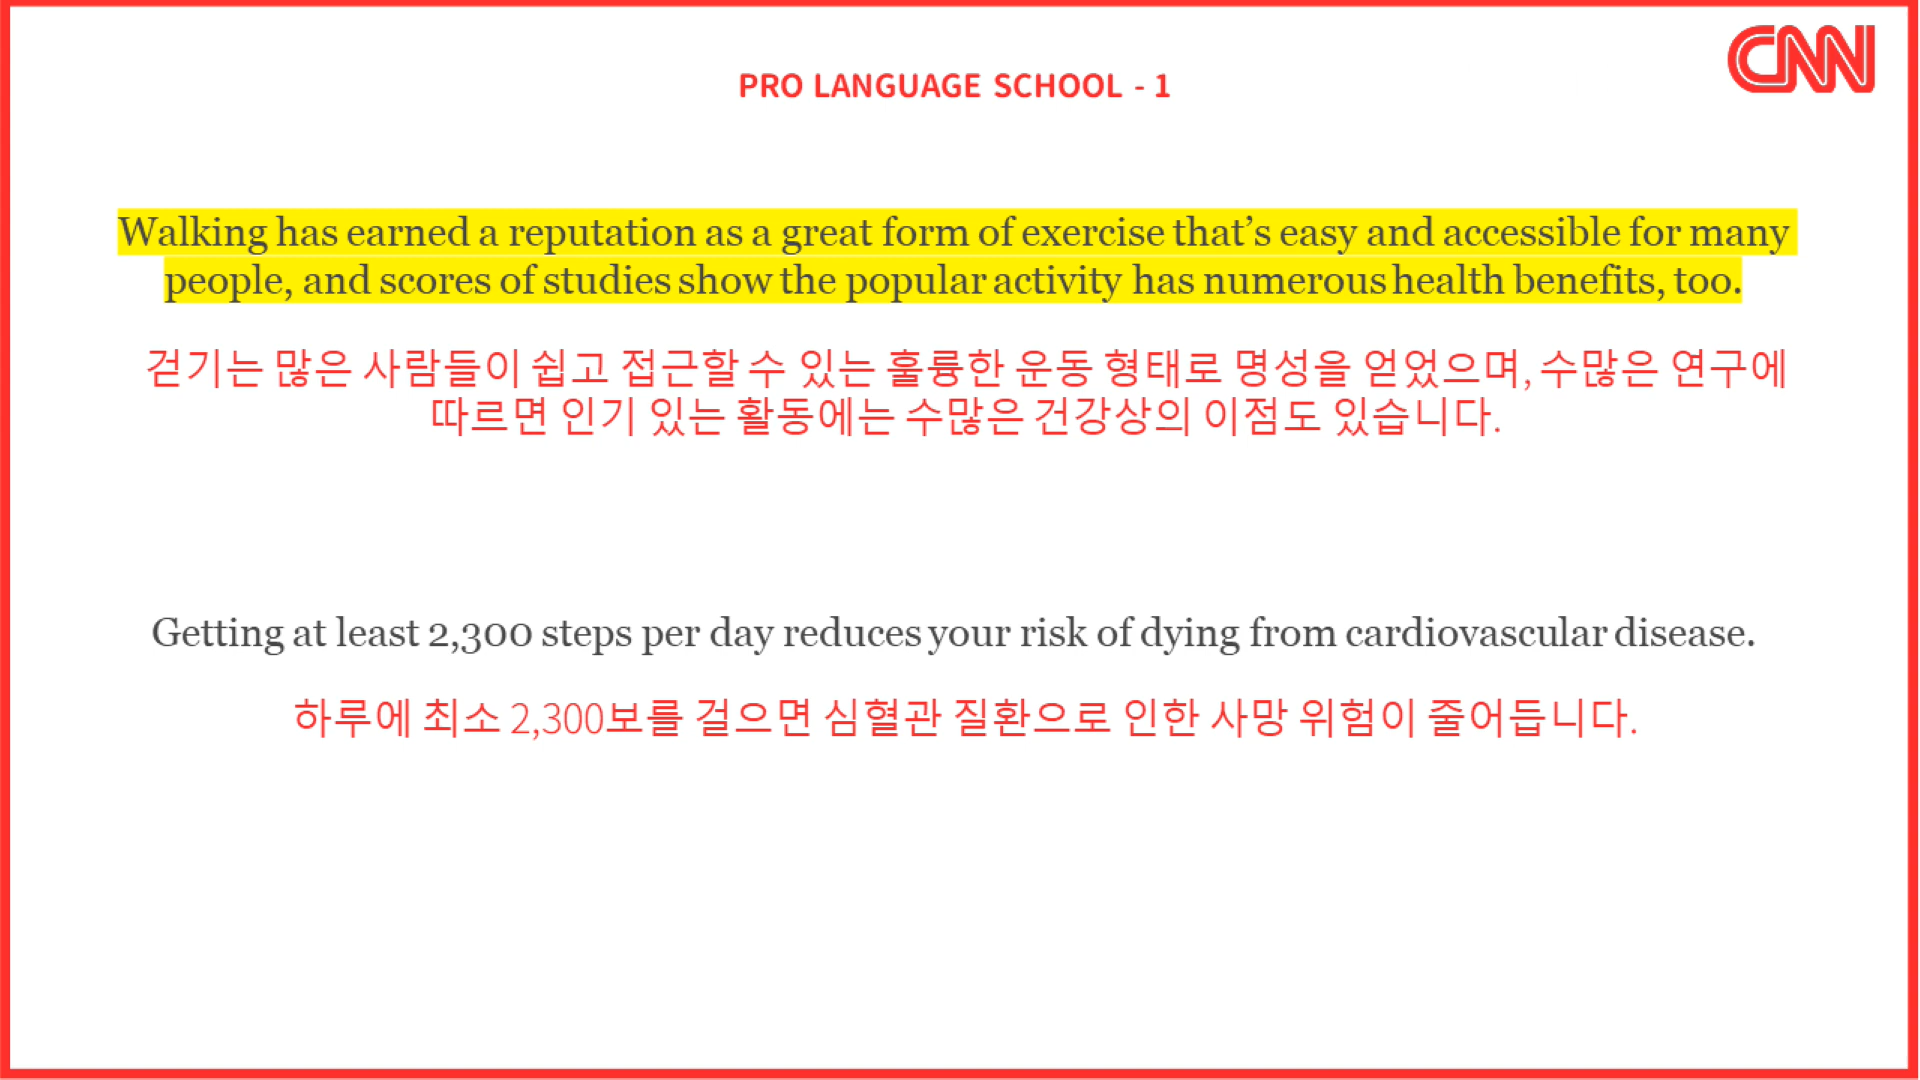 CNN
PRO LANGUAGE SCHOOL - 1
Walking has earned a reputation as a great form of exercise that’s easy and accessible for many
people, and scores of studies show the popular activity has numerous health benefits, too.
걷기는 많은 사람들이 쉽고 접근할 수 있는 훌륭한 운동 형태로 명성을 얻었으며, 수많은 연구에
따르면 인기 있는 활동에는 수많은 건강상의 이점도 있습니다.
Getting at least 2,300 steps per day reduces your risk of dying from cardiovascular disease.
하루에 최소 2,300보를 걸으면 심혈관 질환으로 인한 사망 위험이 줄어듭니다.